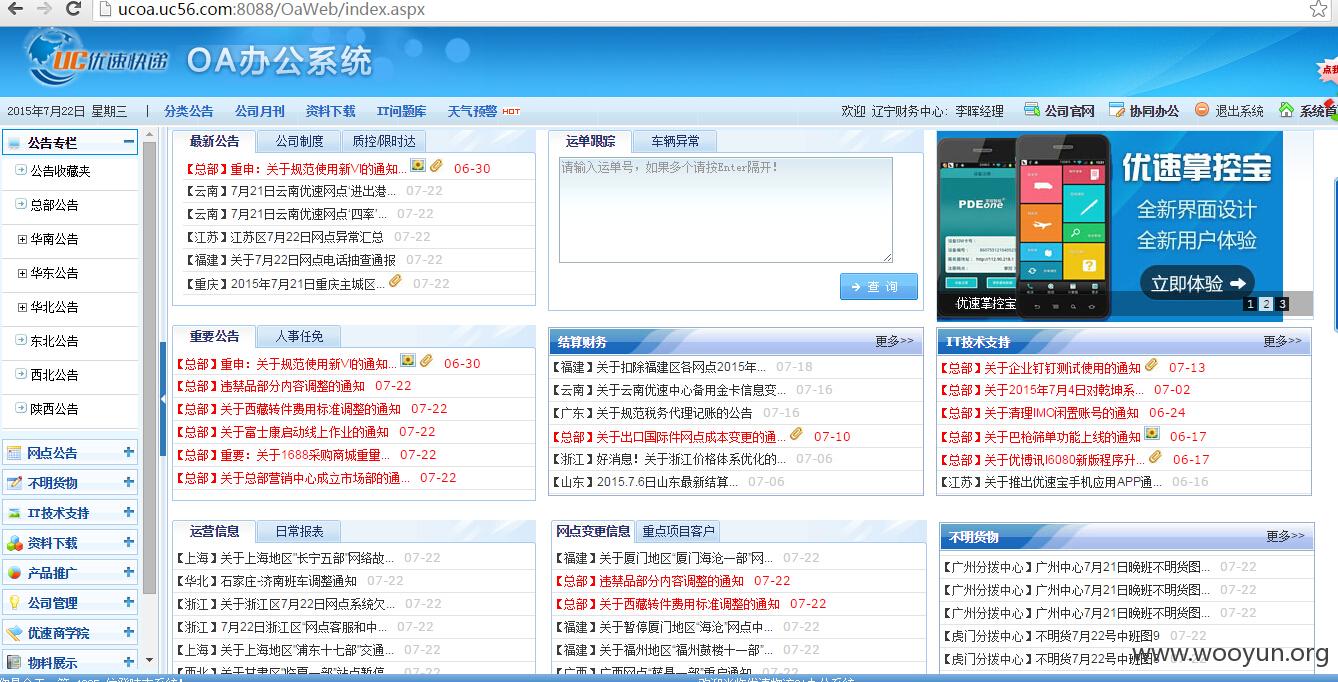 ucoa.uc56.com:8088/OaWeb/index.aspx
UC优速快递 OA办公系统
点我
2015年7月22日 星期三 | 分类公告 公司月刊 资料下载 IT问题库 天气预警 HOT 欢迎 辽宁财务中心：李晖经理 公司官网 协同办公 退出系统 系统首
公告专栏
公告收藏夹
总部公告
华南公告
华东公告
华北公告
东北公告
西北公告
陕西公告
网点公告
不明货物
IT技术支持
资料下载
产品推广
公司管理
优速商学院
物料展示
最新公告 公司制度 质控/限时达
【总部】重申：关于规范使用新VI的通知... 06-30
【云南】7月21日云南优速网点‘进出港... 07-22
【云南】7月21日云南优速网点‘四率’... 07-22
【江苏】江苏区7月22日网点异常汇总 07-22
【福建】关于7月22日网点电话抽查通报 07-22
【重庆】2015年7月21日重庆主城区... 07-22
运单跟踪 车辆异常
请输入运单号，如果多个请按Enter隔开！
查 询
PDEone
优速掌控宝
全新界面设计
全新用户体验
立即体验
优速掌控宝
1 2 3
重要公告 人事任免
【总部】重申：关于规范使用新VI的通知... 06-30
【总部】违禁品部分内容调整的通知 07-22
【总部】关于西藏转件费用标准调整的通知 07-22
【总部】关于富士康启动线上作业的通知 07-22
【总部】重要：关于1688采购商城重量... 07-22
【总部】关于总部营销中心成立市场部的通... 07-22
结算财务 更多>>
【福建】关于扣除福建区各网点2015年... 07-18
【云南】关于云南优速中心备用金卡信息变... 07-16
【广东】关于规范税务代理记账的公告 07-16
【总部】关于出口国际件网点成本变更的通... 07-10
【浙江】好消息！关于浙江价格体系优化的... 07-06
【山东】2015.7.6日山东最新结算... 07-06
IT技术支持 更多>>
【总部】关于企业钉钉测试使用的通知 07-13
【总部】关于2015年7月4日对乾坤系... 07-02
【总部】关于清理IMO闲置账号的通知 06-24
【总部】关于巴枪筛单功能上线的通知 06-17
【总部】关于优博讯I6080新版程序升... 06-17
【江苏】关于推出优速宝手机应用APP通... 06-16
运营信息 日常报表
【上海】关于上海地区“长宁五部”网络故... 07-22
【华北】石家庄-济南班车调整通知 07-22
【浙江】关于浙江区7月22日网点系统欠... 07-22
【浙江】7月22日浙江区“网点客服和中... 07-22
【上海】关于上海地区“浦东十七部”交通... 07-22
【西北】关于甘肃区“临夏一部”站点暂停... 07-22
网点变更信息 重点项目客户
【福建】关于厦门地区“厦门海沧一部”网... 07-22
【总部】违禁品部分内容调整的通知 07-22
【总部】关于西藏转件费用标准调整的通知 07-22
【福建】关于暂停厦门地区“海沧”网点中... 07-22
【福建】关于福州地区“福州鼓楼十一部”... 07-22
不明货物 更多>>
【广州分拨中心】广州中心7月21日晚班不明货图... 07-22
【广州分拨中心】广州中心7月21日晚班不明货图... 07-22
【广州分拨中心】广州中心7月21日晚班不明货图... 07-22
【虎门分拨中心】不明货7月22号中班图9 07-22
【虎门分拨中心】不明货7月22号中班图8 07-22
www.wooyun.org